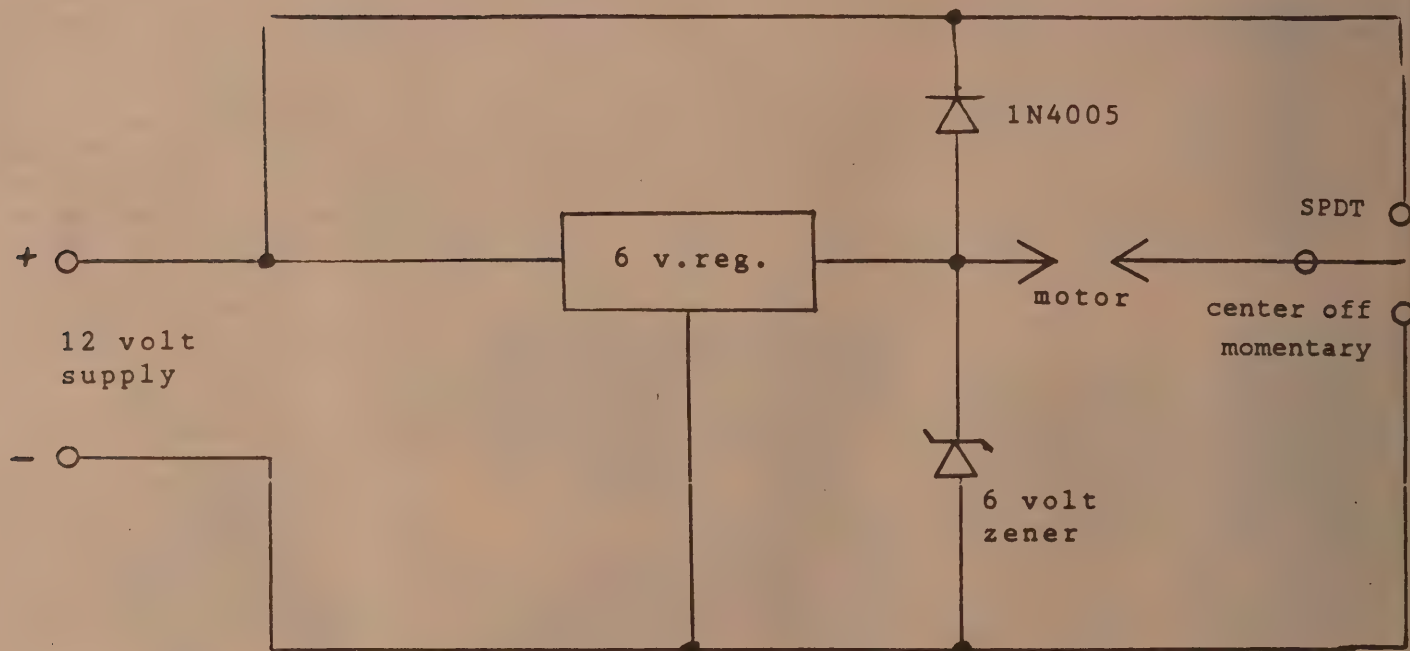 1N4005
SPDT
+
6 v.reg.
motor
center off
momentary
12 volt
supply
-
6 volt
zener